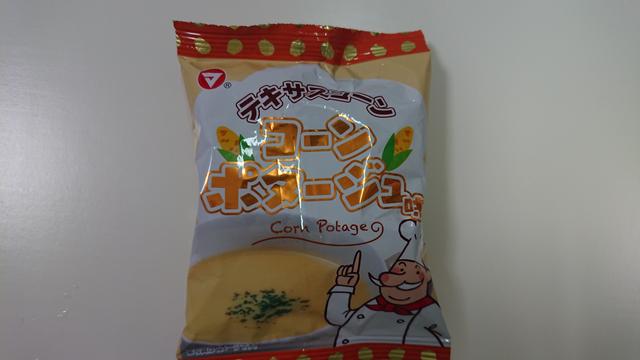 ®
テキサスコーン
コーン
ポタージュ味
Corn Potage